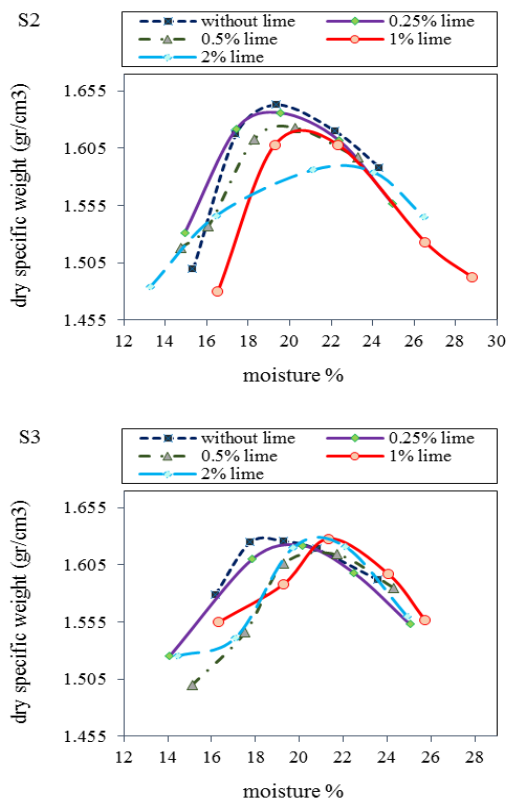 S2
without lime
0.25% lime
0.5% lime
1% lime
2% lime
dry specific weight (gr/cm3)
1.655
1.605
1.555
1.505
1.455
12 14 16 18 20 22 24 26 28 30
moisture %
S3
without lime
0.25% lime
0.5% lime
1% lime
2% lime
dry specific weight (gr/cm3)
1.655
1.605
1.555
1.505
1.455
12 14 16 18 20 22 24 26 28
moisture %